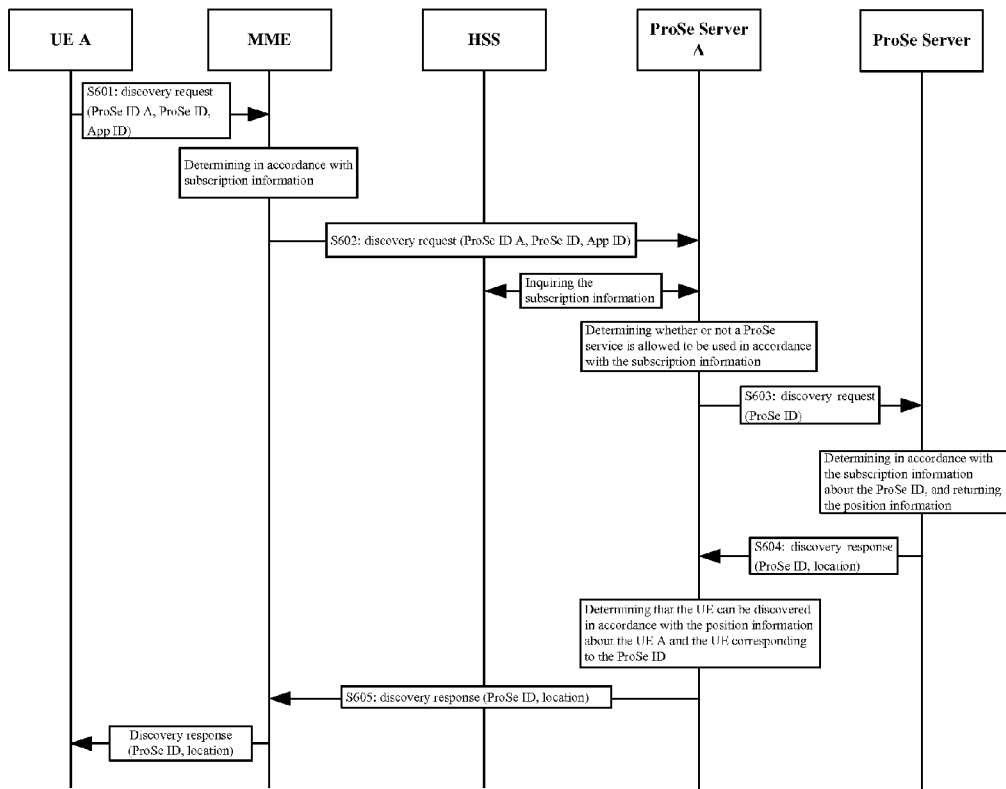 UE A
MME
HSS
ProSe Server
A
ProSe Server
S601: discovery request
(ProSe ID A, ProSe ID,
App ID)
Determining in accordance with
subscription information
S602: discovery request (ProSe ID A, ProSe ID, App ID)
Inquiring the
subscription information
Determining whether or not a ProSe
service is allowed to be used in accordance
with the subscription information
S603: discovery request
(ProSe ID)
Determining in accordance with
the subscription information
about the ProSe ID, and returning
the position information
S604: discovery response
(ProSe ID, location)
Determining that the UE can be discovered
in accordance with the position information
about the UE A and the UE corresponding
to the ProSe ID
S605: discovery response (ProSe ID, location)
Discovery response
(ProSe ID, location)